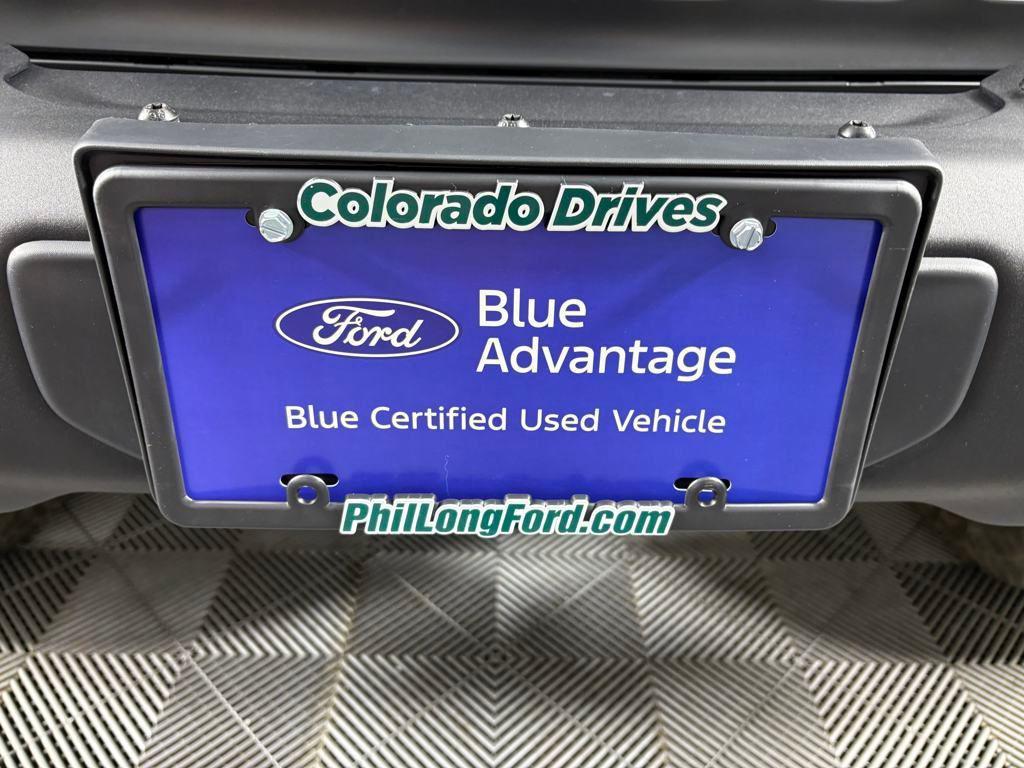 Colorado Drives
Ford
Blue
Advantage
Blue Certified Used Vehicle
PhilLongFord.com